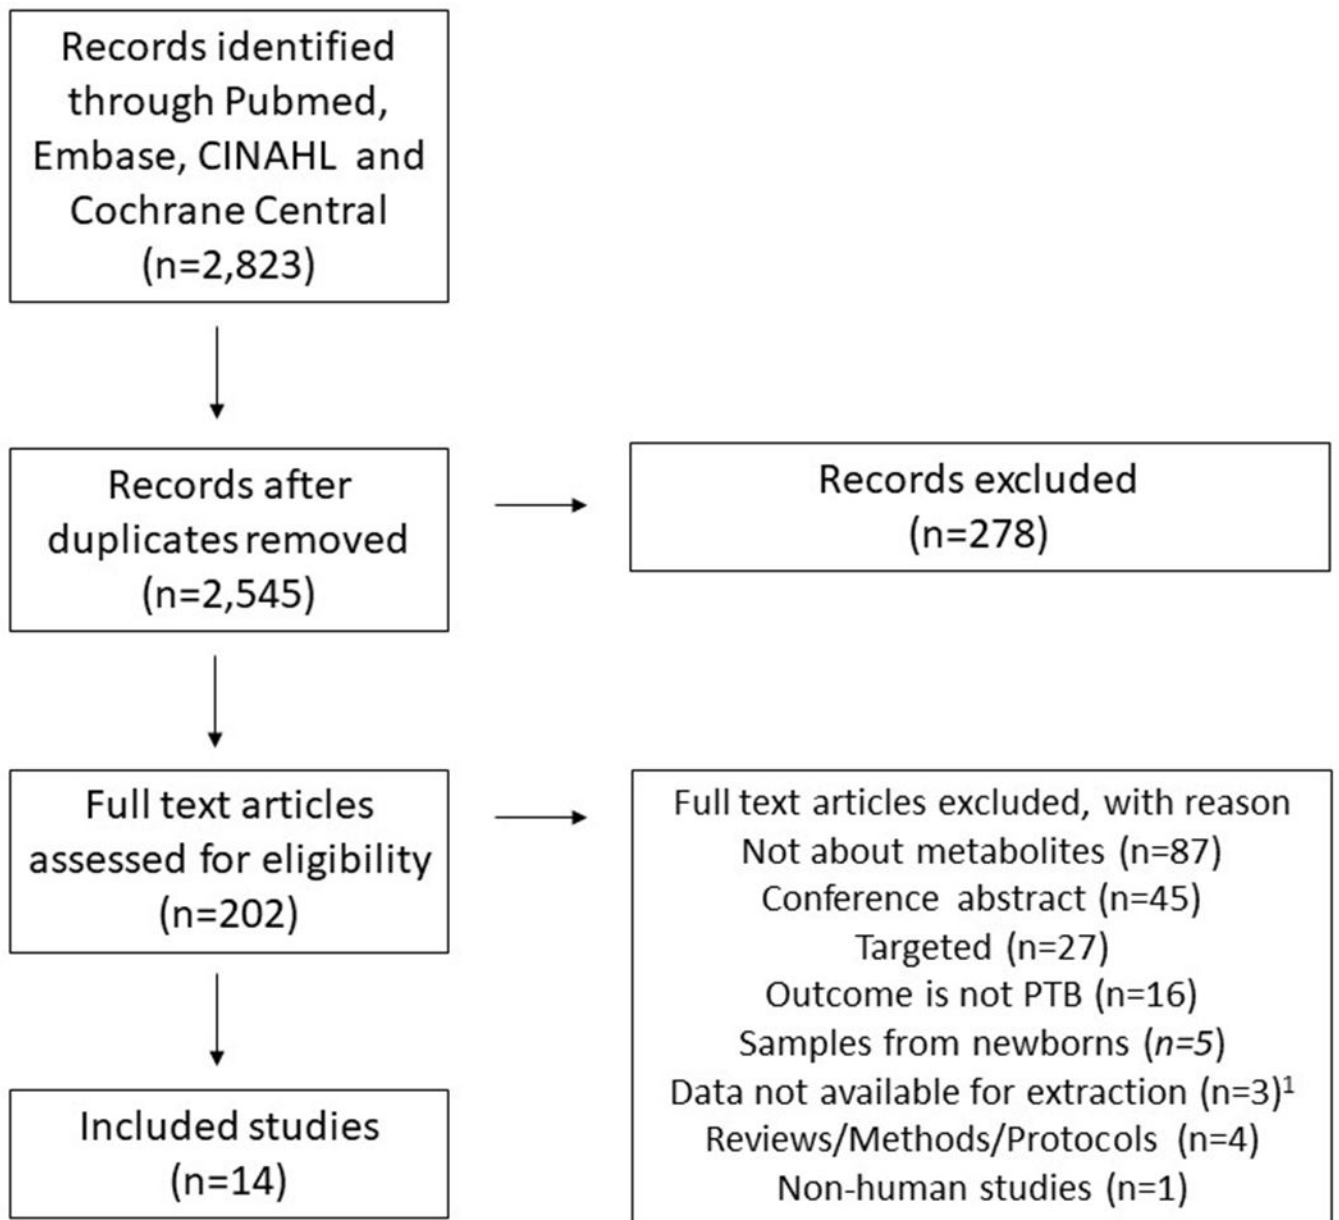 Records identified
through Pubmed,
Embase, CINAHL and
Cochrane Central
(n=2,823)
Records after
duplicates removed
(n=2,545)
Records excluded
(n=278)
Full text articles
assessed for eligibility
(n=202)
Full text articles excluded, with reason
Not about metabolites (n=87)
Conference abstract (n=45)
Targeted (n=27)
Outcome is not PTB (n=16)
Samples from newborns (n=5)
Data not available for extraction (n=3)¹
Reviews/Methods/Protocols (n=4)
Non-human studies (n=1)
Included studies
(n=14)